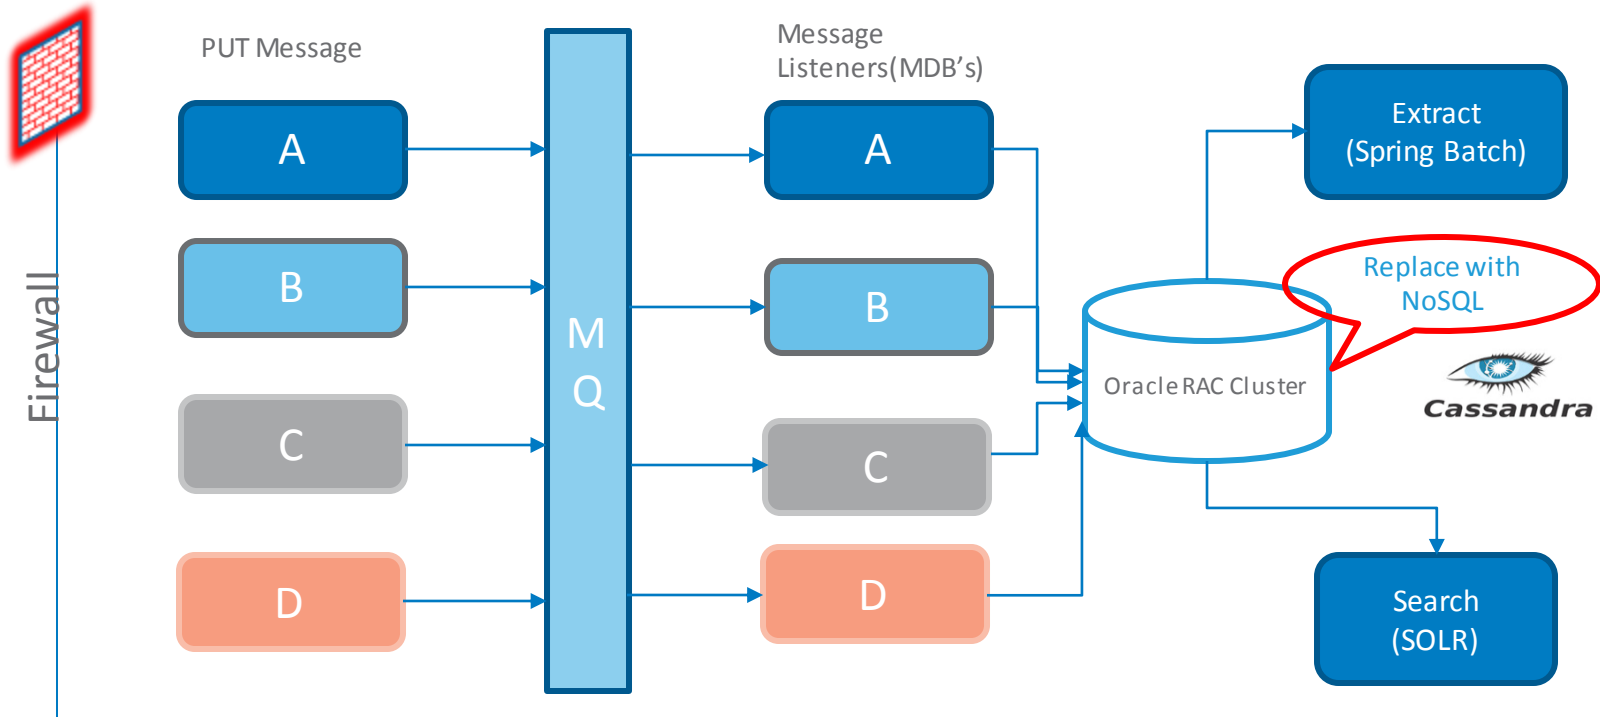 PUT Message
Message
Listeners(MDB's)
Firewall
A
B
C
D
M
Q
A
B
C
D
Oracle RAC Cluster
Extract
(Spring Batch)
Replace with
NoSQL
Cassandra
Search
(SOLR)